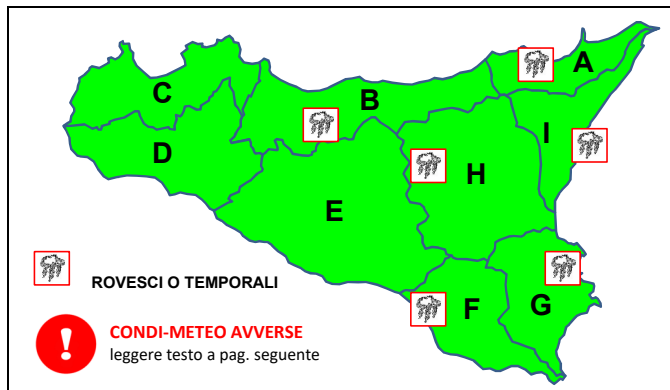 A
C
B
I
D
H
E
ROVESCI O TEMPORALI
F
G
!
CONDI-METEO AVVERSE
leggere testo a pag. seguente